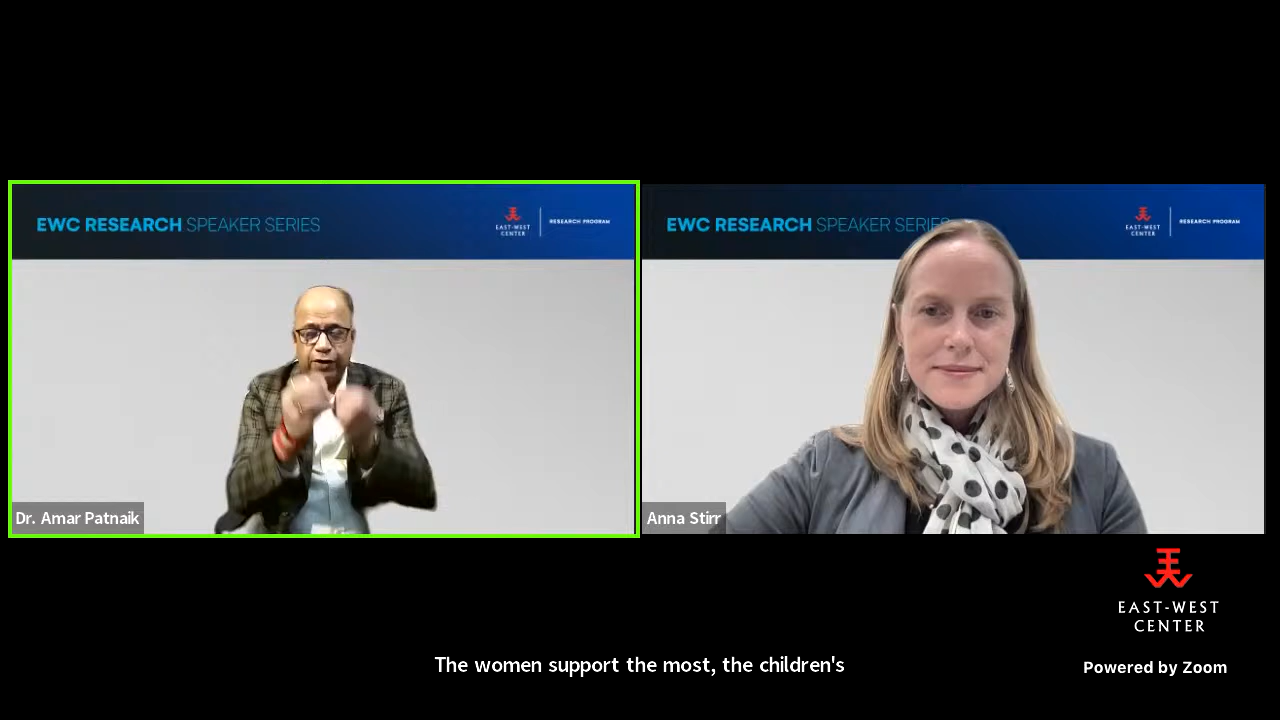 EWC RESEARCH SPEAKER SERIES
EAST-WEST
CENTER
RESEARCH PROGRAM
EWC RESEARCH SPEAKER SERIES
EAST-WEST
CENTER
RESEARCH PROGRAM
Dr. Amar Patnaik
Anna Stirr
EAST-WEST
CENTER
The women support the most, the children's
Powered by Zoom